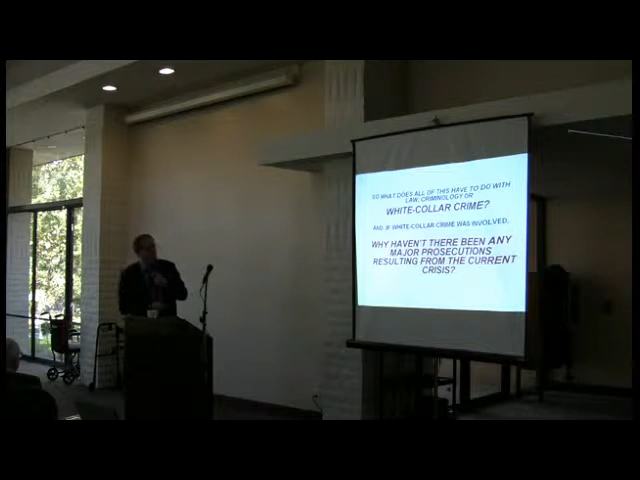 SO WHAT DOES ALL OF THIS HAVE TO DO WITH
LAW, CRIMINOLOGY OR
WHITE-COLLAR CRIME?
AND IF WHITE-COLLAR CRIME WAS INVOLVED,
WHY HAVEN'T THERE BEEN ANY
MAJOR PROSECUTIONS
RESULTING FROM THE CURRENT
CRISIS?